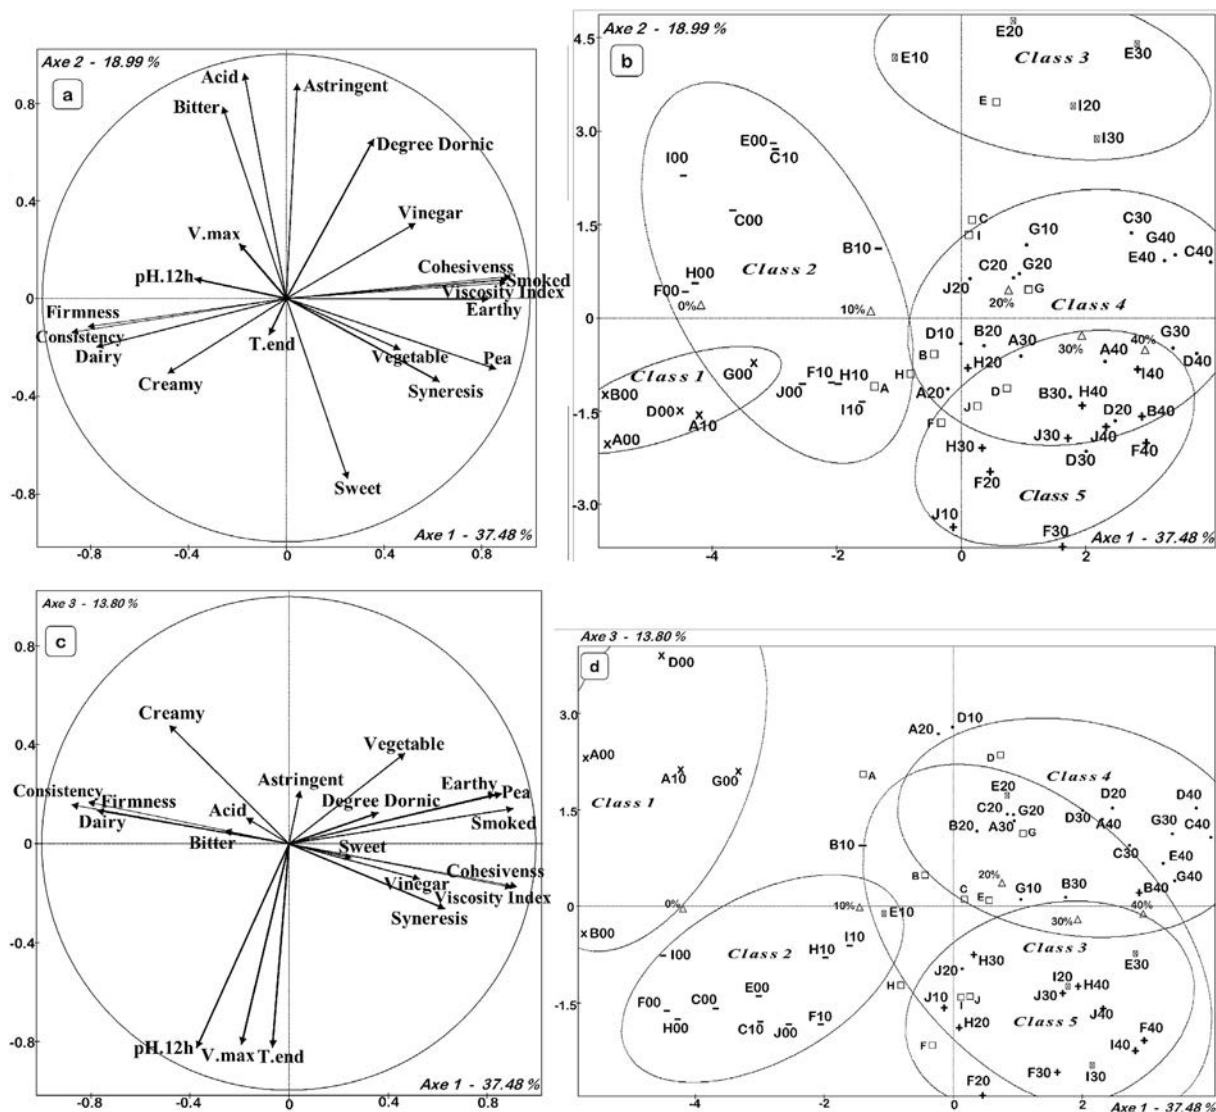 Axe 2 - 18.99 %
a
Acid
Astringent
Bitter
Degree Dornic
Vinegar
V.max
Cohesivenss
pH.12h
Smoked
Viscosity Index
Earthy
Firmness
Consistency
Dairy
T.end
Vegetable
Pea
Creamy
Syneresis
Sweet
Axe 1 - 37.48 %
0.8
0.4
0
-0.4
-0.8
-0.8
-0.4
0
0.4
0.8
Axe 2 - 18.99 %
b
4.5
3.0
1.5
0
-1.5
-3.0
E20
E30
E10
Class 3
E
I20
I30
E00
C10
I00
C00
B10
Class 2
H00
F00
0%
10%
C
I
G10
C30
G40
E40
C40
C20
G20
J20
G
20%
Class 4
D10
B20
A30
30%
40%
G30
A40
D40
B
H20
I40
Class 1
G00
F10
H10
H
A
J00
I10
A20
D
J
B30
H40
D20
B40
B00
D00
A10
A00
F
H30
J30
J40
D30
F40
F20
Class 5
J10
F30
Axe 1 - 37.48 %
-4
-2
0
2
Axe 3 - 13.80 %
c
Creamy
Vegetable
Astringent
Earthy
Pea
Consistency
Firmness
Degree Dornic
Smoked
Dairy
Acid
Bitter
Sweet
Cohesivenss
Vinegar
Viscosity Index
Syneresis
pH.12h
V.max
T.end
Axe 1 - 37.48 %
0.8
0.4
0
-0.4
-0.8
-0.8
-0.4
0
0.4
0.8
Axe 3 - 13.80 %
d
3.0
1.5
0
-1.5
D00
A00
A10
G00
Class 1
B00
0%
A20
D10
D
A
Class 4
E20
C20
G20
D20
D40
B20
A30
G
D30
A40
G30
C40
B10
C30
E40
B
20%
B40
G40
C
E
G10
B30
10%
E10
30%
40%
I00
Class 2
H10
I10
H30
Class 3
E30
J20
I20
H40
E00
H
J10
I
J
J30
F00
C00
J40
H00
C10
J00
F10
H20
Class 5
F
F40
I40
F20
F30
I30
Axe 1 - 37.48 %
-4
-2
0
2